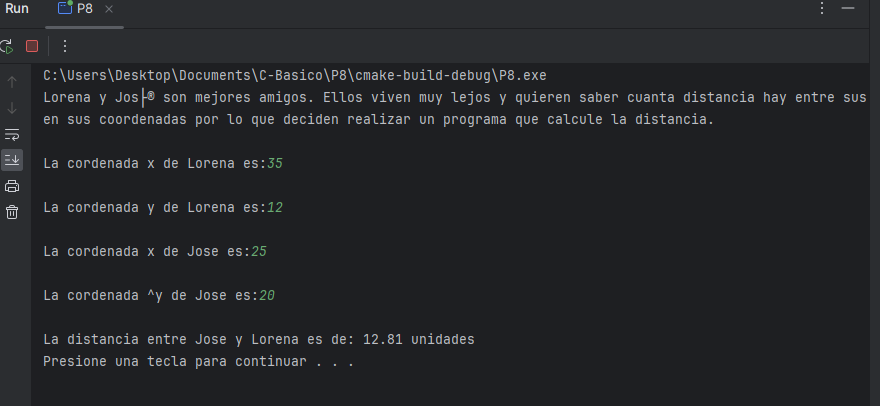 Run P8
C:\Users\Desktop\Documents\C-Basico\P8\cmake-build-debug\P8.exe
Lorena y Jos├® son mejores amigos. Ellos viven muy lejos y quieren saber cuanta distancia hay entre sus
en sus coordenadas por lo que deciden realizar un programa que calcule la distancia.
La cordenada x de Lorena es:35
La cordenada y de Lorena es:12
La cordenada x de Jose es:25
La cordenada ^y de Jose es:20
La distancia entre Jose y Lorena es de: 12.81 unidades
Presione una tecla para continuar . . .